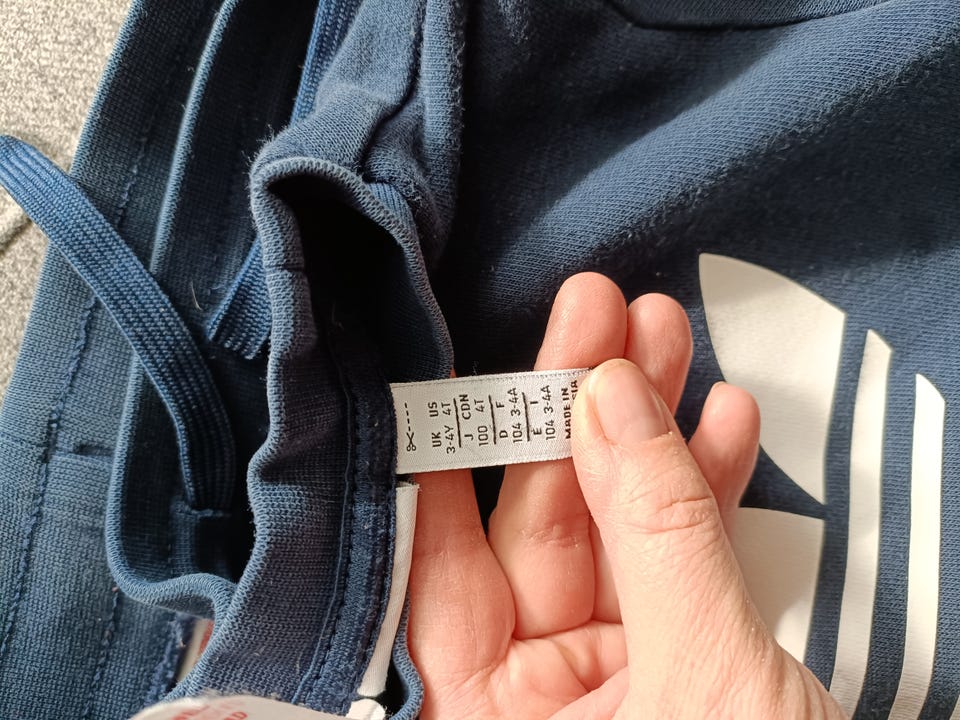 UK US
3-4Y 4T
J CDN
100 4T
D F
104 3-4A
E I
104 3-4A
MADE IN